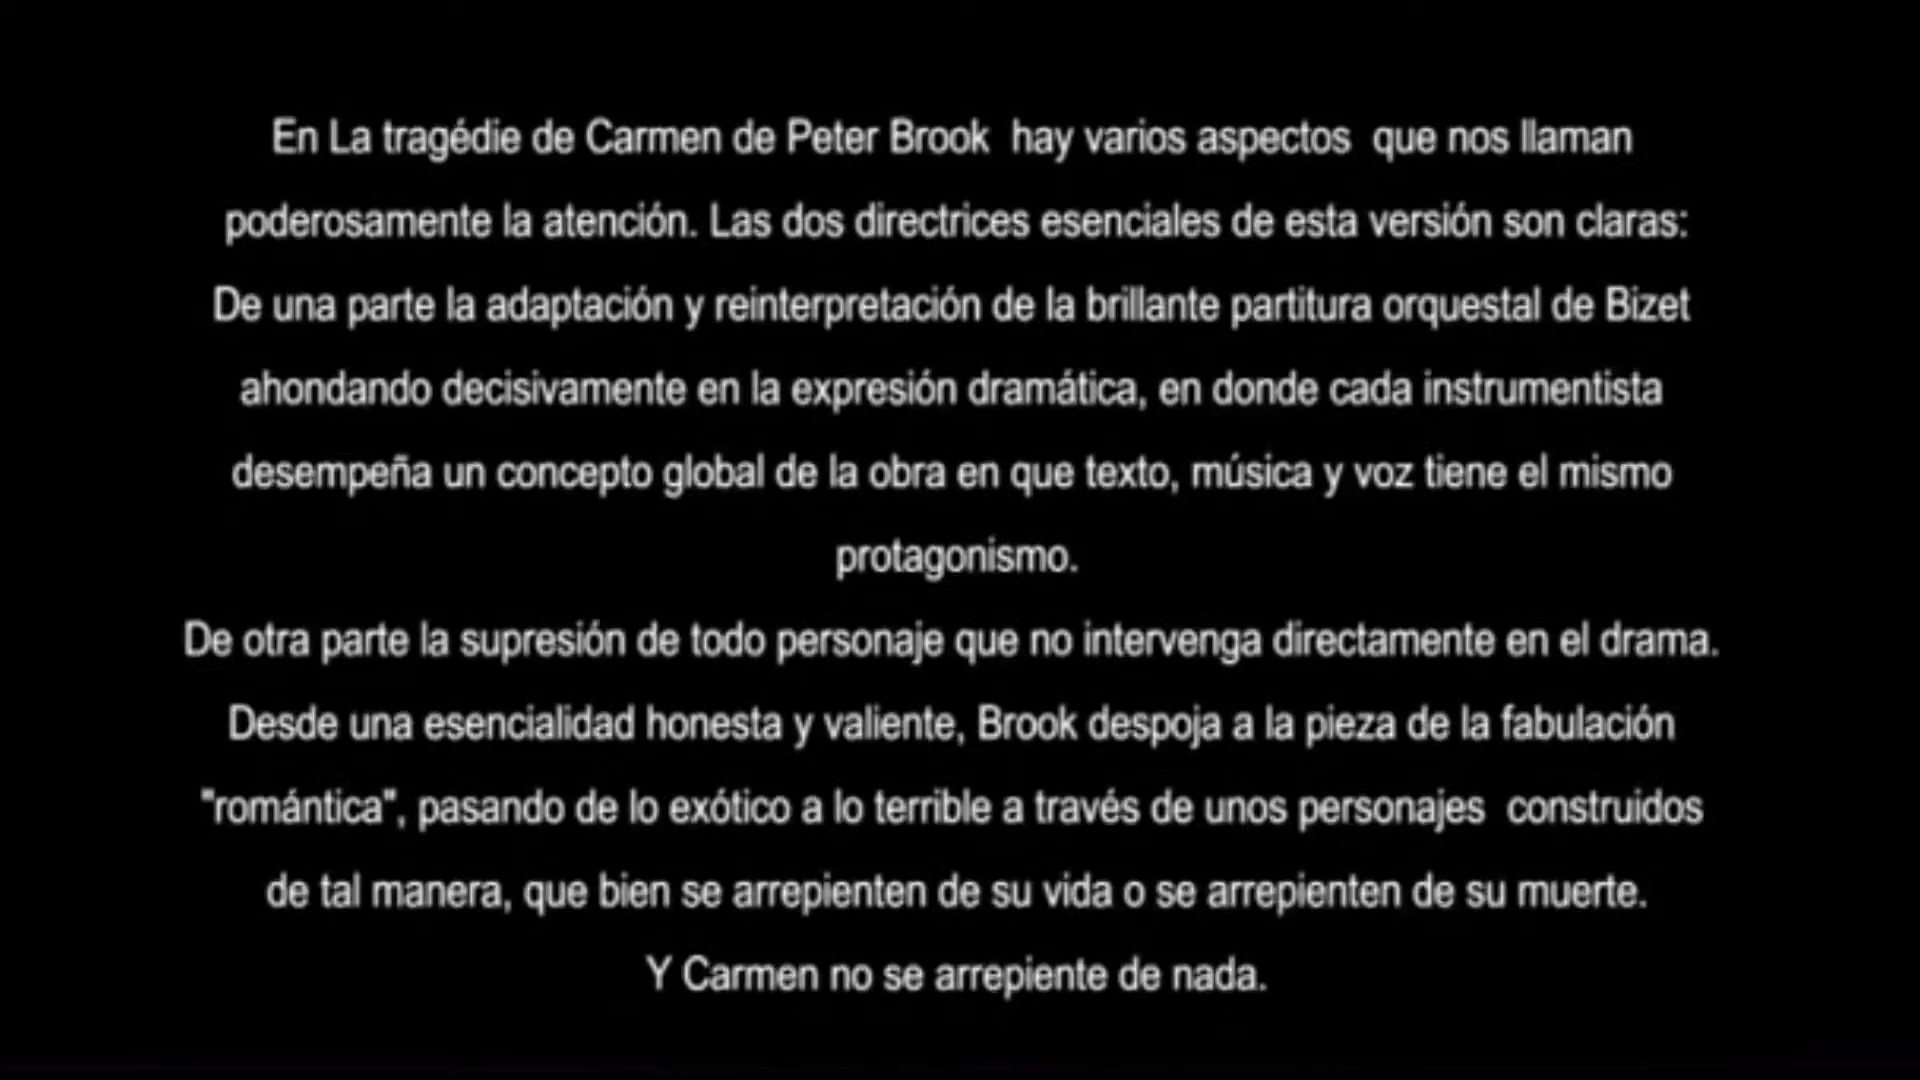 En La tragédie de Carmen de Peter Brook  hay varios aspectos  que nos llaman
poderosamente la atención. Las dos directrices esenciales de esta versión son claras:
De una parte la adaptación y reinterpretación de la brillante partitura orquestal de Bizet
ahondando decisivamente en la expresión dramática, en donde cada instrumentista
desempeña un concepto global de la obra en que texto, música y voz tiene el mismo
protagonismo.
De otra parte la supresión de todo personaje que no intervenga directamente en el drama.
Desde una esencialidad honesta y valiente, Brook despoja a la pieza de la fabulación
"romántica", pasando de lo exótico a lo terrible a través de unos personajes  construidos
de tal manera, que bien se arrepienten de su vida o se arrepienten de su muerte.
Y Carmen no se arrepiente de nada.